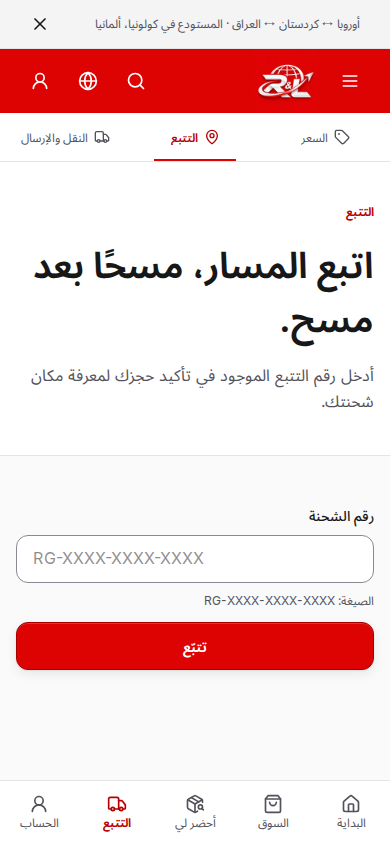 أوروبا ↔ كردستان ↔ العراق · المستودع في كولونيا، ألمانيا
R&L
السعر
التتبع
النقل والإرسال
التتبع
اتبع المسار، مسحًا بعد
مسح.
أدخل رقم التتبع الموجود في تأكيد حجزك لمعرفة مكان
شحنتك.
رقم الشحنة
RG-XXXX-XXXX-XXXX
الصيغة: RG-XXXX-XXXX-XXXX
تتبّع
البداية
السوق
أحضر لي
التتبع
الحساب